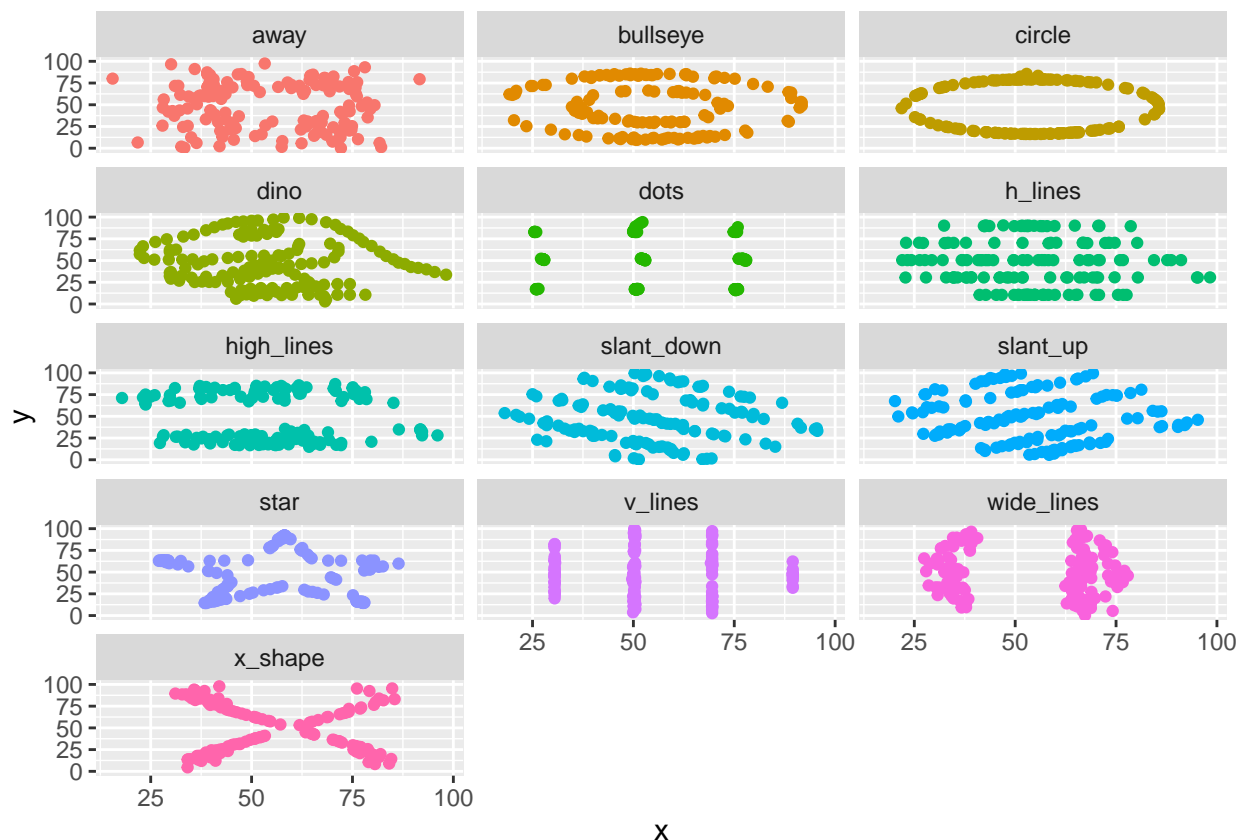 away bullseye circle
100
75
50
25
0
dino dots h_lines
100
75
50
25
0
high_lines slant_down slant_up
100
75
50
25
0
y
star v_lines wide_lines
100
75
50
25
0
25 50 75 100 25 50 75 100
x_shape
100
75
50
25
0
25 50 75 100
x